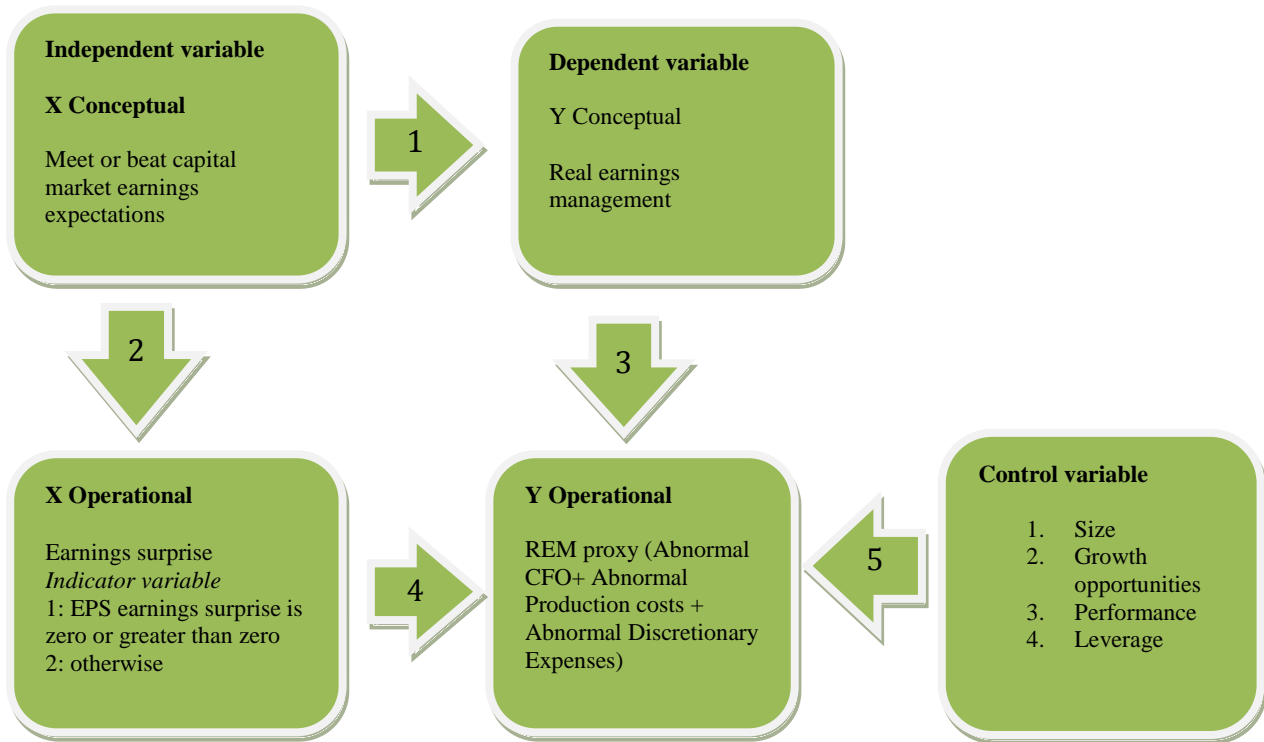 Independent variable
X Conceptual
Meet or beat capital
market earnings
expectations
1
Dependent variable
Y Conceptual
Real earnings
management
2
3
X Operational
Earnings surprise
Indicator variable
1: EPS earnings surprise is
zero or greater than zero
2: otherwise
4
Y Operational
REM proxy (Abnormal
CFO+ Abnormal
Production costs +
Abnormal Discretionary
Expenses)
5
Control variable
1. Size
2. Growth
opportunities
3. Performance
4. Leverage